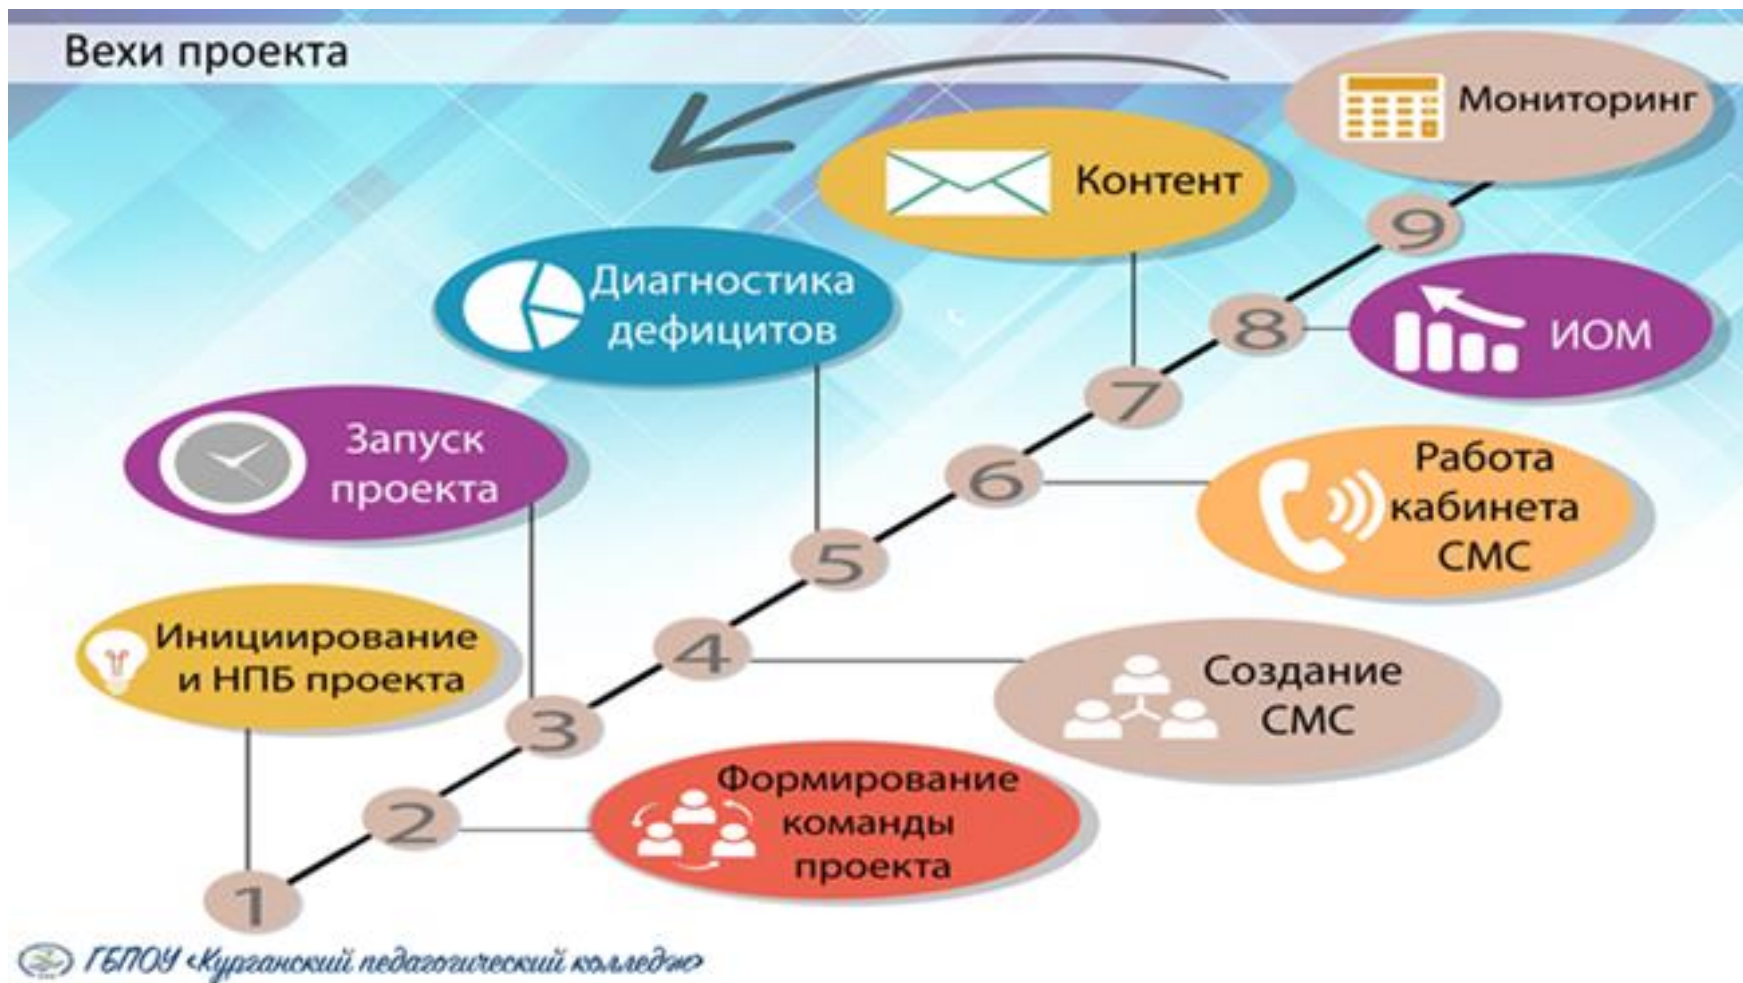 Вехи проекта
Мониторинг
Контент
9
Диагностика
дефицитов
8
ИОМ
7
Запуск
проекта
Работа
кабинета
СМС
6
5
Инициирование
и НПБ проекта
4
Создание
СМС
3
Формирование
команды
проекта
2
1
ГБПОУ «Курганский педагогический колледж»